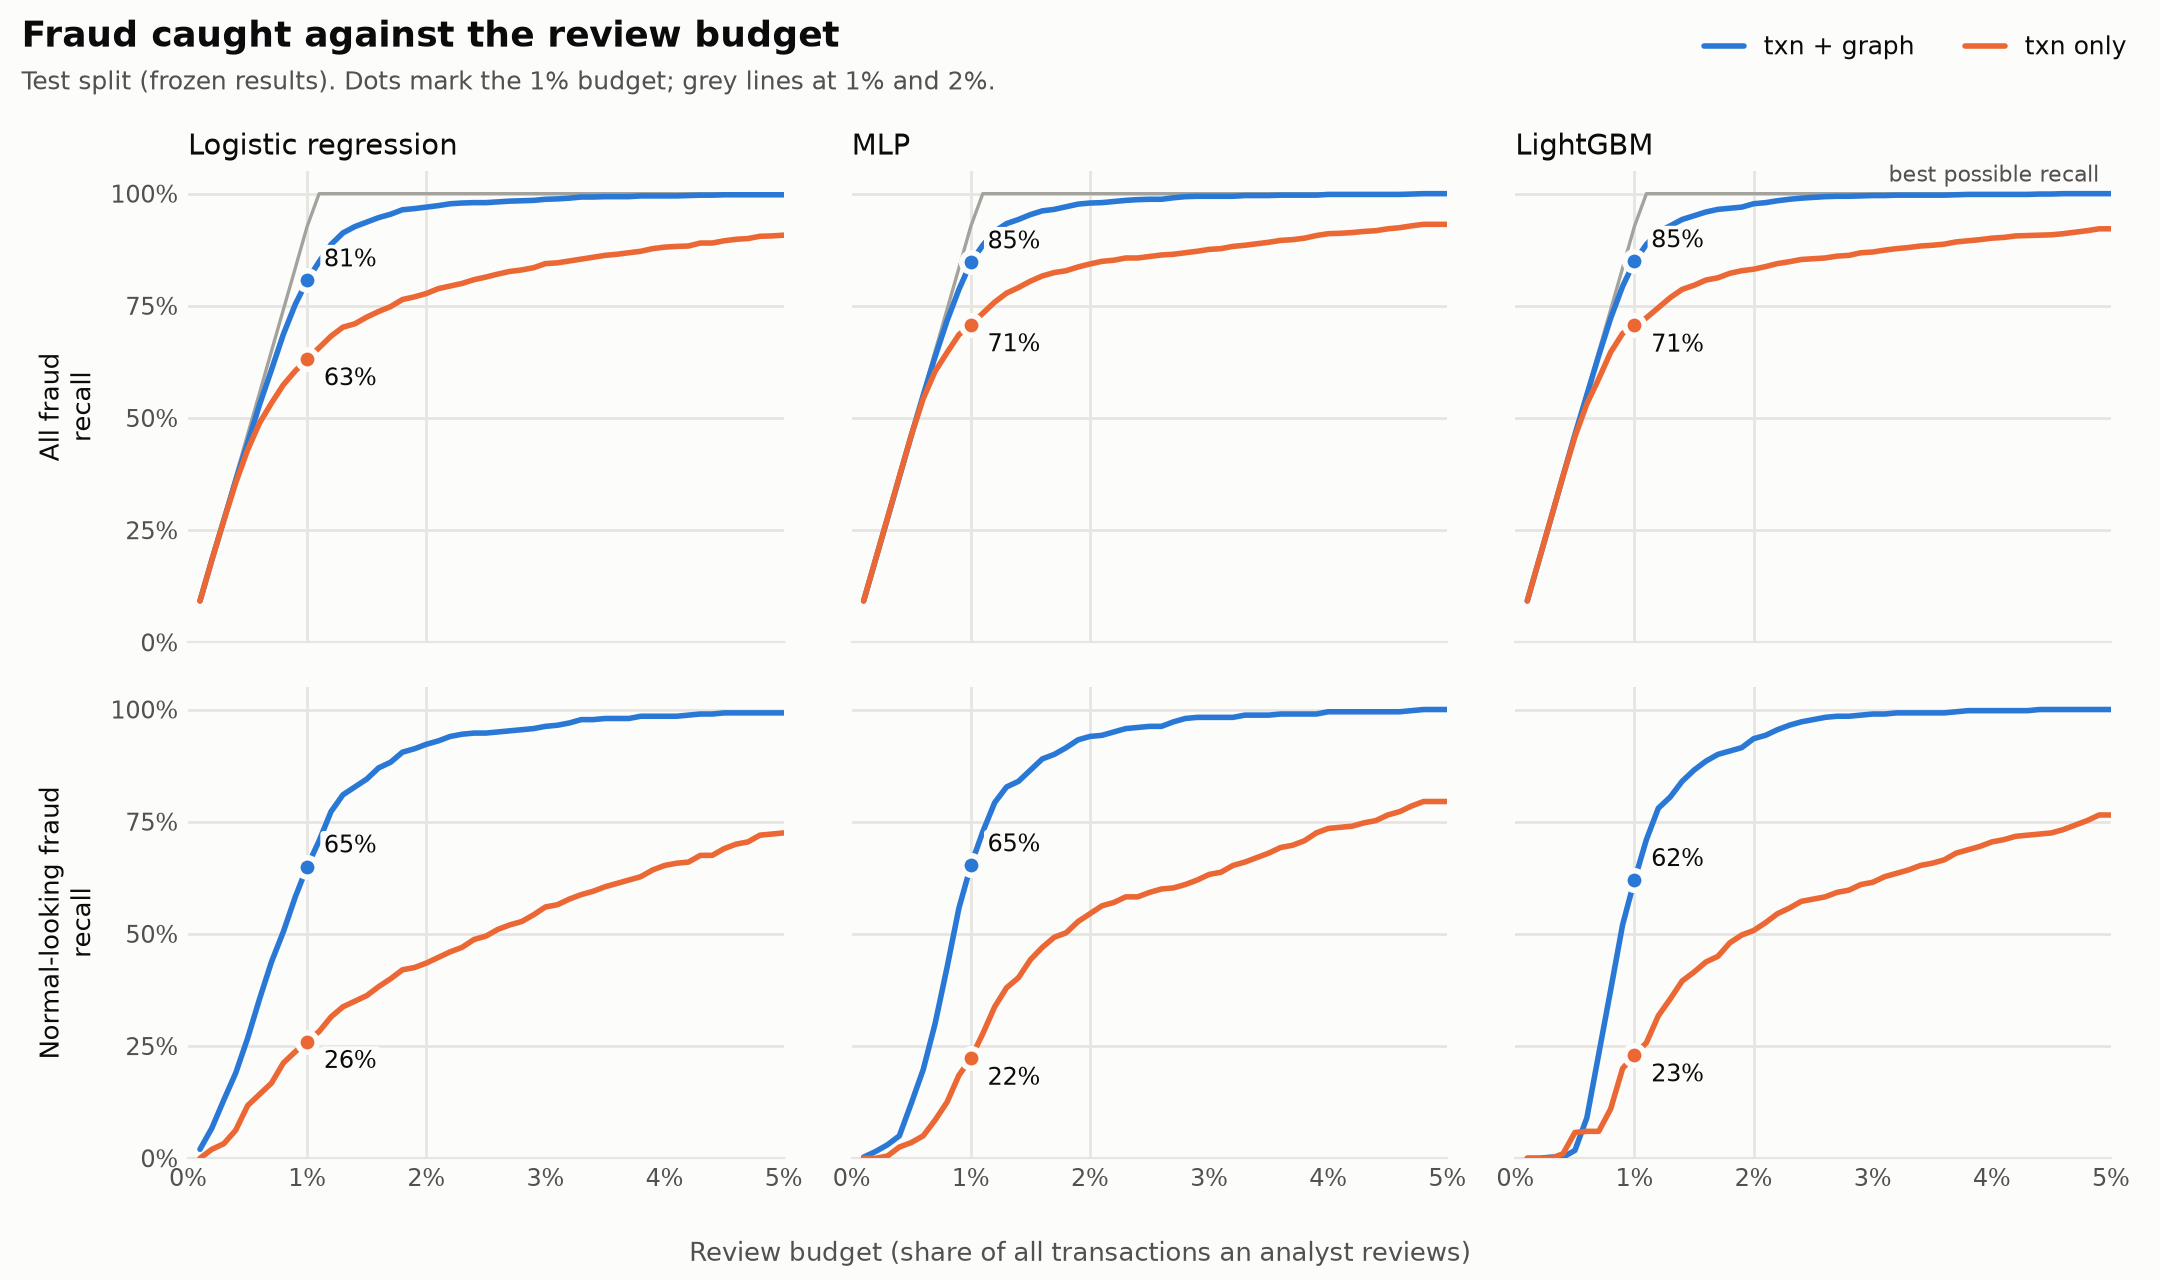 Fraud caught against the review budget
txn + graph
txn only
Test split (frozen results). Dots mark the 1% budget; grey lines at 1% and 2%.
Logistic regression
MLP
LightGBM
best possible recall
All fraud
recall
100%
75%
50%
25%
0%
81%
63%
85%
71%
85%
71%
Normal-looking fraud
recall
100%
75%
50%
25%
0%
65%
26%
65%
22%
62%
23%
0% 1% 2% 3% 4% 5%
0% 1% 2% 3% 4% 5%
0% 1% 2% 3% 4% 5%
Review budget (share of all transactions an analyst reviews)